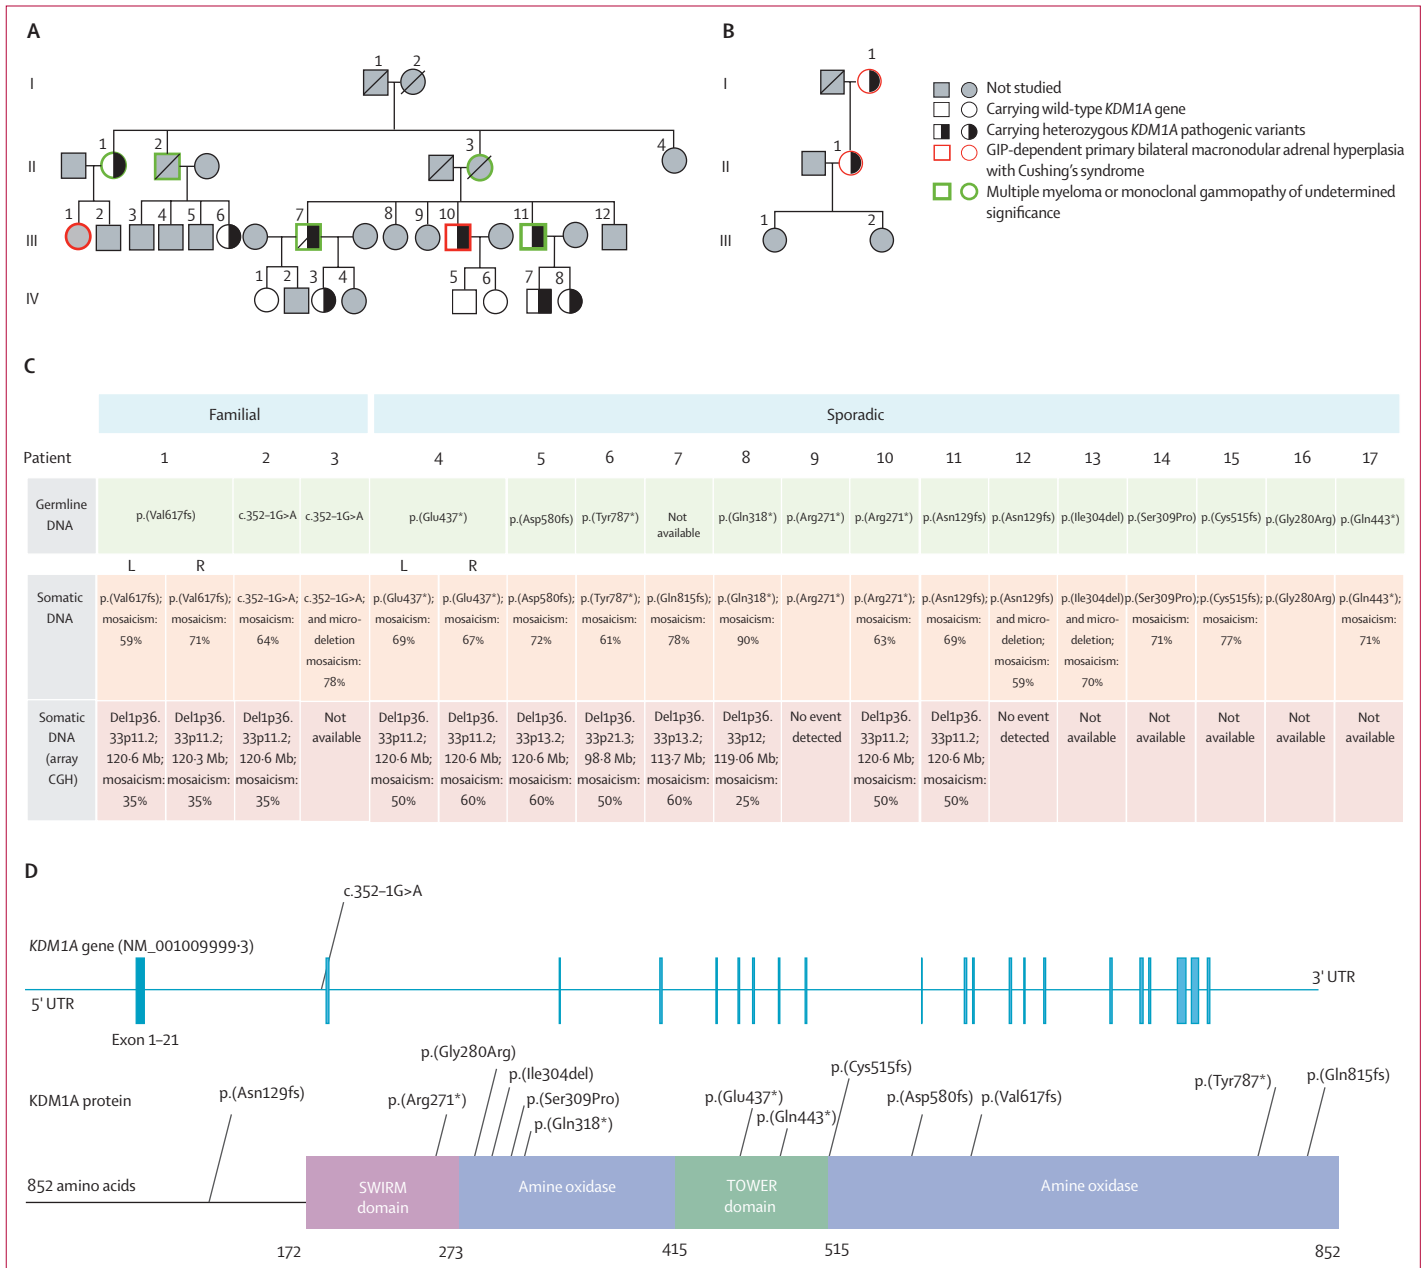 A
B
1
2
1
I
I
Not studied
Carrying wild-type KDM1A gene
Carrying heterozygous KDM1A pathogenic variants
GIP-dependent primary bilateral macronodular adrenal hyperplasia
with Cushing's syndrome
Multiple myeloma or monoclonal gammopathy of undetermined
significance
1
2
3
4
II
1
II
1
2
3
4
5
6
7
8
9
10
11
12
III
1
2
III
1
2
3
4
5
6
7
8
IV
C
Familial
Sporadic
Patient
1
2
3
4
5
6
7
8
9
10
11
12
13
14
15
16
17
Germline
DNA
p.(Val617fs)
c.352–1G>A
c.352–1G>A
p.(Glu437*)
p.(Asp580fs)
p.(Tyr787*)
Not
available
p.(Gln318*)
p.(Arg271*)
p.(Arg271*)
p.(Asn129fs)
p.(Asn129fs)
p.(Ile304del)
p.(Ser309Pro)
p.(Cys515fs)
p.(Gly280Arg)
p.(Gln443*)
L
R
L
R
Somatic
DNA
p.(Val617fs);
mosaicism:
59%
p.(Val617fs);
mosaicism:
71%
c.352–1G>A;
mosaicism:
64%
c.352–1G>A;
and micro-
deletion
mosaicism:
78%
p.(Glu437*);
mosaicism:
69%
p.(Glu437*);
mosaicism:
67%
p.(Asp580fs);
mosaicism:
72%
p.(Tyr787*);
mosaicism:
61%
p.(Gln815fs);
mosaicism:
78%
p.(Gln318*);
mosaicism:
90%
p.(Arg271*)
p.(Arg271*);
mosaicism:
63%
p.(Asn129fs);
mosaicism:
69%
p.(Asn129fs)
and micro-
deletion;
mosaicism:
59%
p.(Ile304del)
and micro-
deletion;
mosaicism:
70%
p.(Ser309Pro);
mosaicism:
71%
p.(Cys515fs);
mosaicism:
77%
p.(Gly280Arg)
p.(Gln443*);
mosaicism:
71%
Somatic
DNA
(array
CGH)
Del1p36.
33p11.2;
120·6 Mb;
mosaicism:
35%
Del1p36.
33p11.2;
120·3 Mb;
mosaicism:
35%
Del1p36.
33p11.2;
120·6 Mb;
mosaicism:
35%
Not
available
Del1p36.
33p11.2;
120·6 Mb;
mosaicism:
50%
Del1p36.
33p11.2;
120·6 Mb;
mosaicism:
60%
Del1p36.
33p13.2;
120·6 Mb;
mosaicism:
60%
Del1p36.
33p21.3;
98·8 Mb;
mosaicism:
50%
Del1p36.
33p13.2;
113·7 Mb;
mosaicism:
60%
Del1p36.
33p12;
119·06 Mb;
mosaicism:
25%
No event
detected
Del1p36.
33p11.2;
120·6 Mb;
mosaicism:
50%
Del1p36.
33p11.2;
120·6 Mb;
mosaicism:
50%
No event
detected
Not
available
Not
available
Not
available
Not
available
Not
available
D
c.352–1G>A
KDM1A gene (NM_001009999·3)
5' UTR
3' UTR
Exon 1–21
KDM1A protein
p.(Asn129fs)
p.(Arg271*)
p.(Gly280Arg)
p.(Ile304del)
p.(Ser309Pro)
p.(Gln318*)
p.(Glu437*)
p.(Gln443*)
p.(Cys515fs)
p.(Asp580fs)
p.(Val617fs)
p.(Tyr787*)
p.(Gln815fs)
852 amino acids
SWIRM
domain
Amine oxidase
TOWER
domain
Amine oxidase
172
273
415
515
852